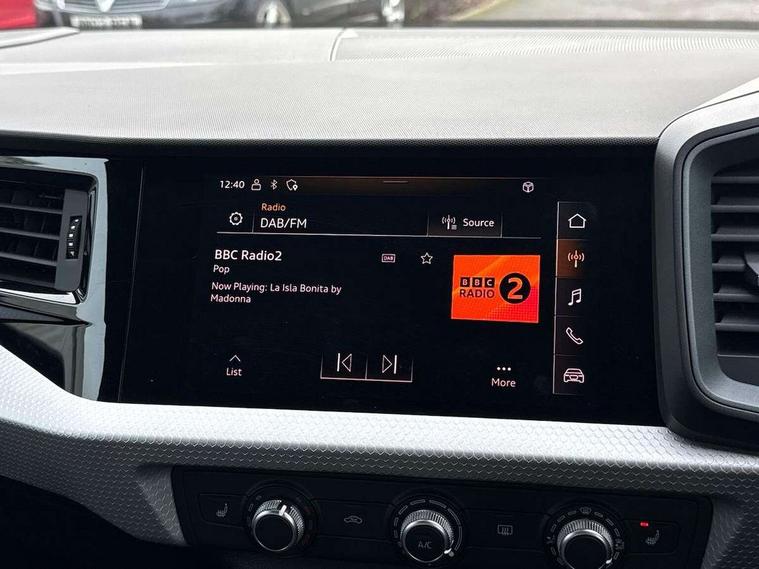 12:40
Radio
DAB/FM
Source
BBC Radio2
DAB
Pop
Now Playing: La Isla Bonita by
Madonna
BBC
RADIO 2
List
More
A/C